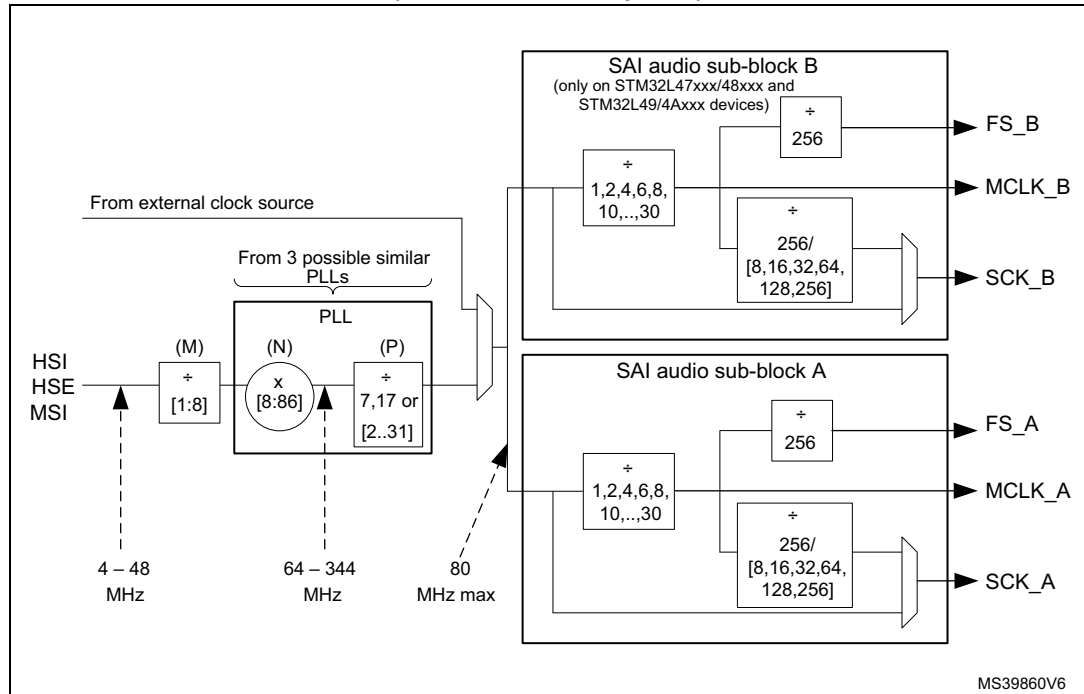 SAI audio sub-block B
(only on STM32L47xxx/48xxx and
STM32L49/4Axxx devices)
÷
256
FS_B
÷
1,2,4,6,8,
10,..,30
MCLK_B
÷
256/
[8,16,32,64,
128,256]
SCK_B
From external clock source
From 3 possible similar
PLLs
PLL
HSI
HSE
MSI
(M)
÷
[1:8]
(N)
x
[8:86]
(P)
÷
7,17 or
[2..31]
4 – 48
MHz
64 – 344
MHz
80
MHz max
SAI audio sub-block A
÷
256
FS_A
÷
1,2,4,6,8,
10,..,30
MCLK_A
÷
256/
[8,16,32,64,
128,256]
SCK_A
MS39860V6